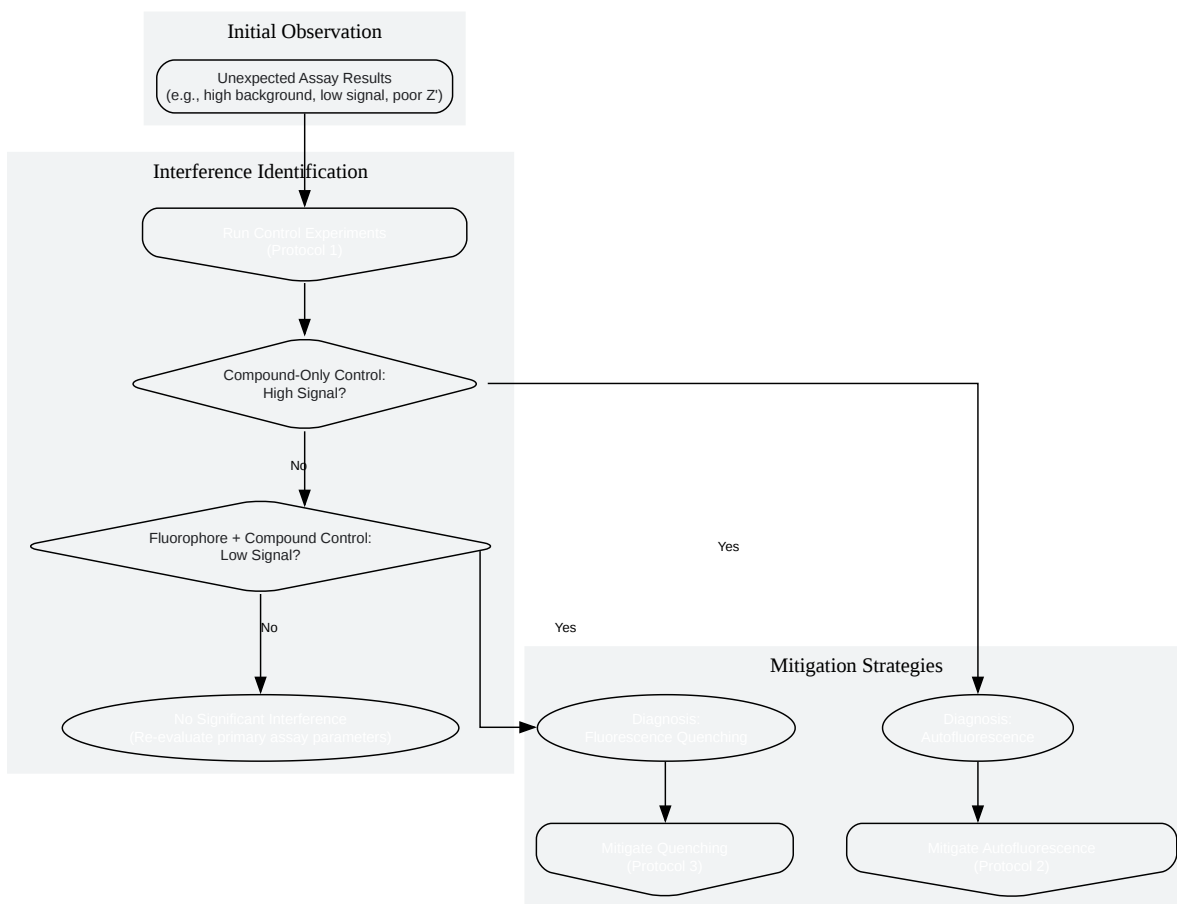 Initial Observation
Unexpected Assay Results
(e.g., high background, low signal, poor Z')
Interference Identification
Run Control Experiments
(Protocol 1)
Compound-Only Control:
High Signal?
No
Fluorophore + Compound Control:
Low Signal?
Yes
No
Yes
Mitigation Strategies
No Significant Interference
(Re-evaluate primary assay parameters)
Diagnosis
Fluorescence Quenching
Diagnosis
Autofluorescence
Mitigate Quenching
(Protocol 3)
Mitigate Autofluorescence
(Protocol 2)